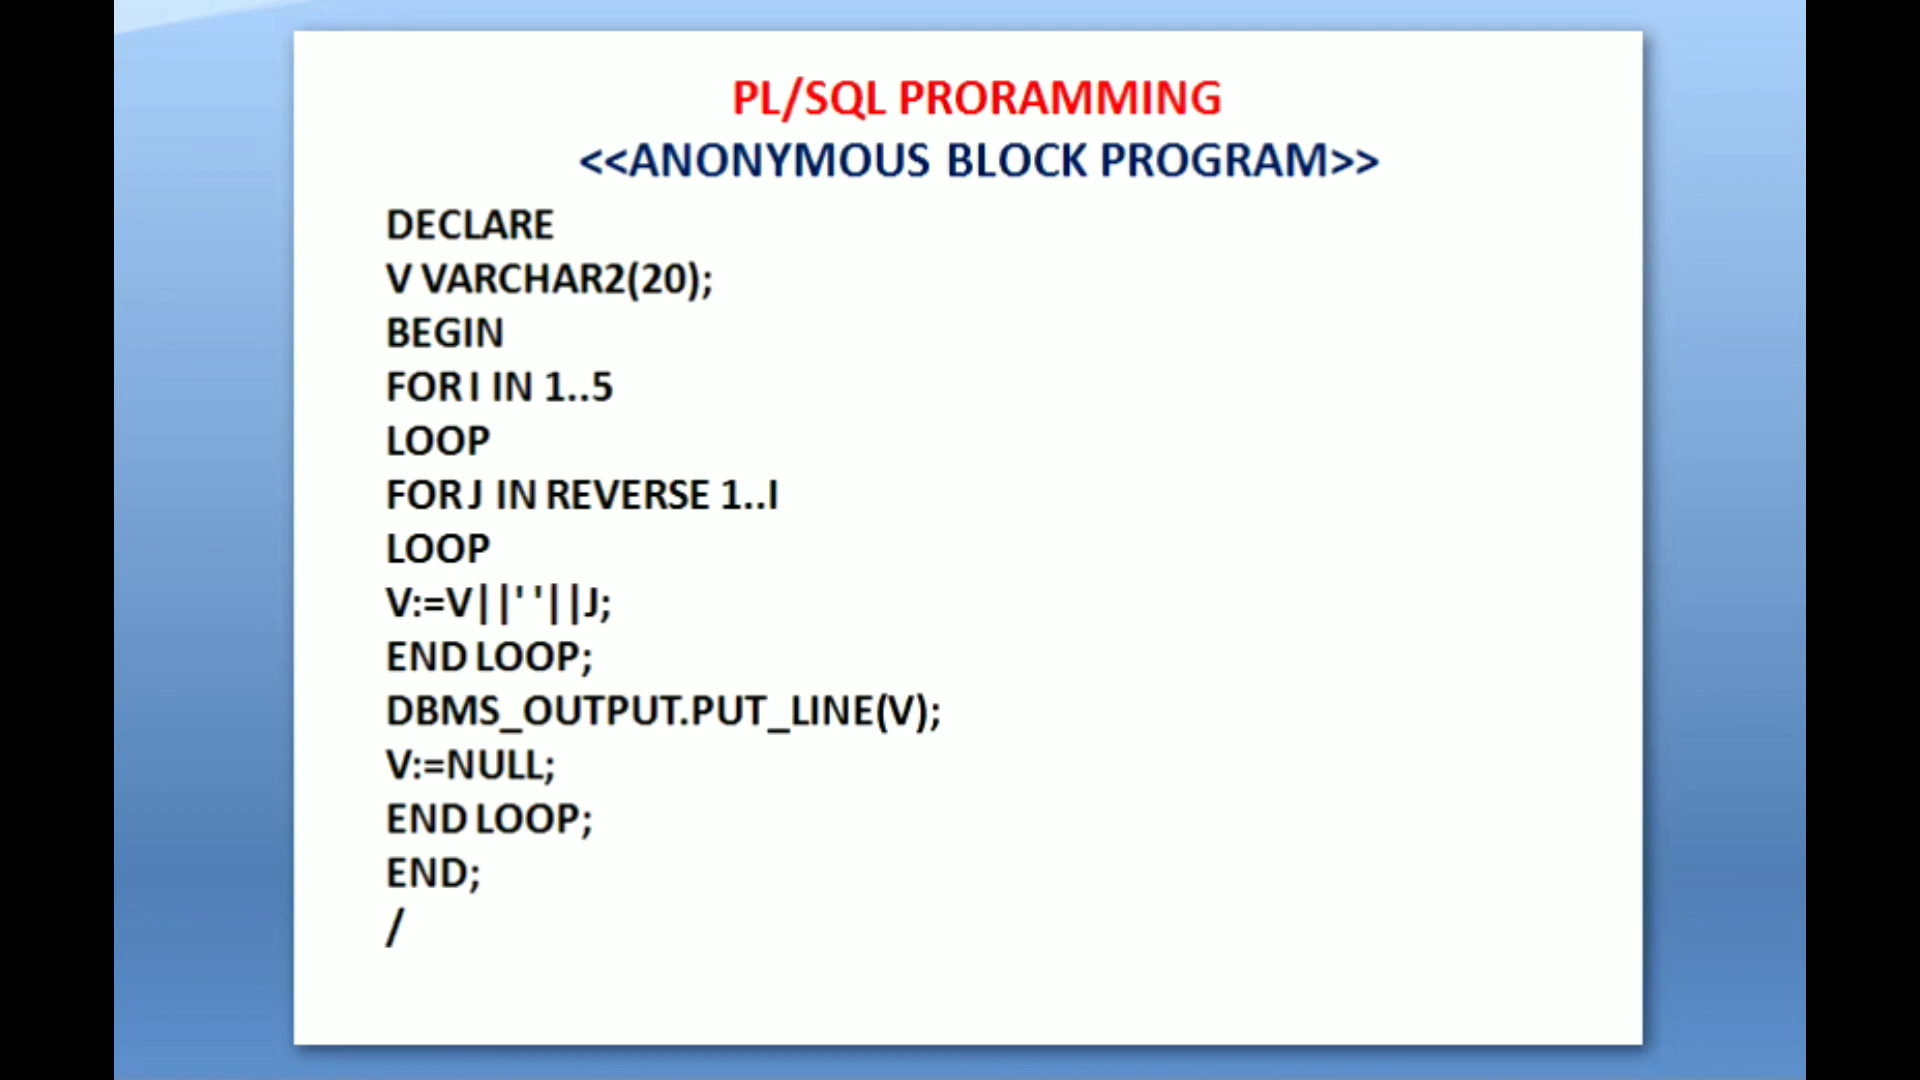 PL/SQL PRORAMMING
<<ANONYMOUS BLOCK PROGRAM>>
DECLARE
V VARCHAR2(20);
BEGIN
FOR I IN 1..5
LOOP
FOR J IN REVERSE 1..I
LOOP
V:=V||' '||J;
END LOOP;
DBMS_OUTPUT.PUT_LINE(V);
V:=NULL;
END LOOP;
END;
/